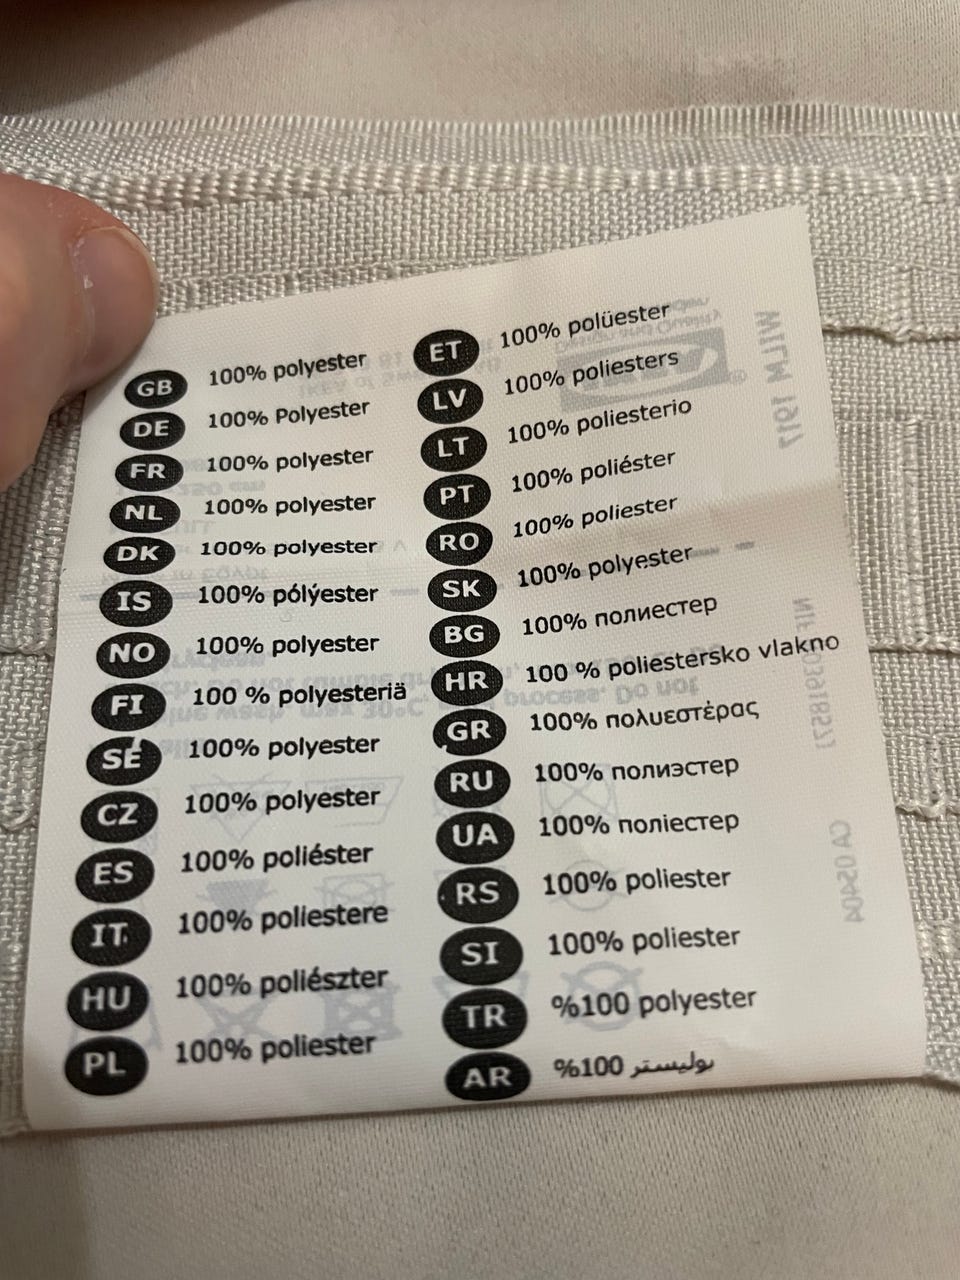 GB 100% polyester
DE 100% Polyester
FR 100% polyester
NL 100% polyester
DK 100% polyester
IS 100% pólýester
NO 100% polyester
FI 100 % polyesteriä
SE 100% polyester
CZ 100% polyester
ES 100% poliéster
IT 100% poliestere
HU 100% poliészter
PL 100% poliester
ET 100% polüester
LV 100% poliesters
LT 100% poliesterio
PT 100% poliéster
RO 100% poliester
SK 100% polyester
BG 100% полиестер
HR 100 % poliestersko vlakno
GR 100% πολυεστέρας
RU 100% полиэстер
UA 100% поліестер
RS 100% poliester
SI 100% poliester
TR %100 polyester
AR %100 بوليستر